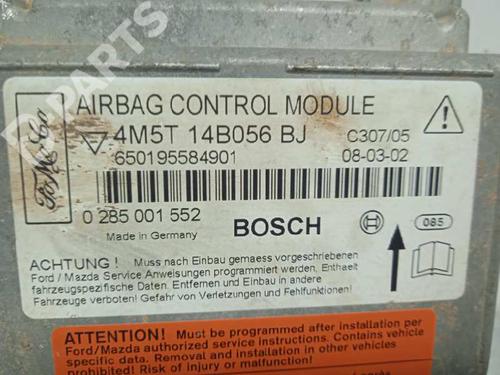 B-PARTS
FoMoCo
AIRBAG CONTROL MODULE
4M5T 14B056 BJ
C307/05
650195584901
08-03-02
0 285 001 552
BOSCH
085
Made in Germany
ACHTUNG ! Muss nach Einbau gemaess vorgeschriebenen
Ford / Mazda Service Anweisungen programmiert werden. Enthaelt
fahrzeugspezifische Daten. Entfernen und Einbau in andere
Fahrzeuge verboten! Gefahr von Verletzungen und Fehlfunktionen!
ATTENTION! Must be programmed after installation per
Ford/Mazda authorized service instructions. Contains vehicle
specific data. Removal and installation in other vehicles
prohibited! Risk of injury or malfunction!